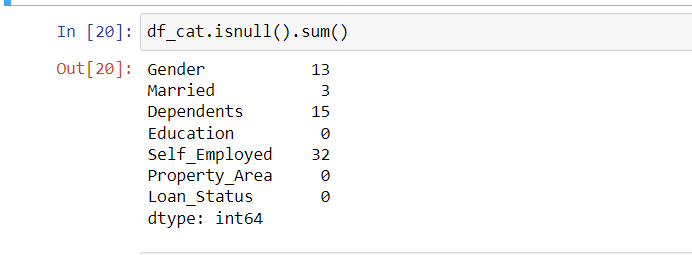 In [20]: df_cat.isnull().sum()
Out[20]: Gender 13
Married 3
Dependents 15
Education 0
Self_Employed 32
Property_Area 0
Loan_Status 0
dtype: int64